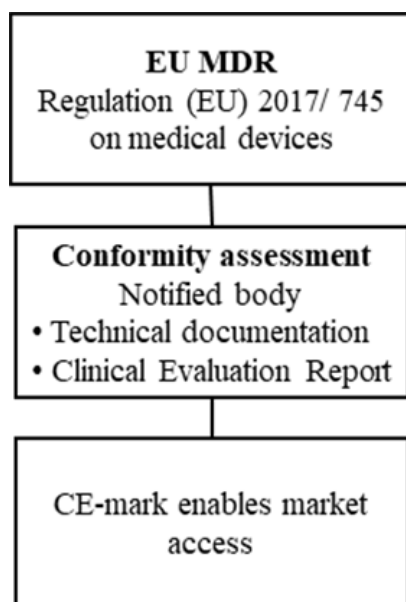 EU MDR
Regulation (EU) 2017/ 745
on medical devices
Conformity assessment
Notified body
• Technical documentation
• Clinical Evaluation Report
CE-mark enables market
access